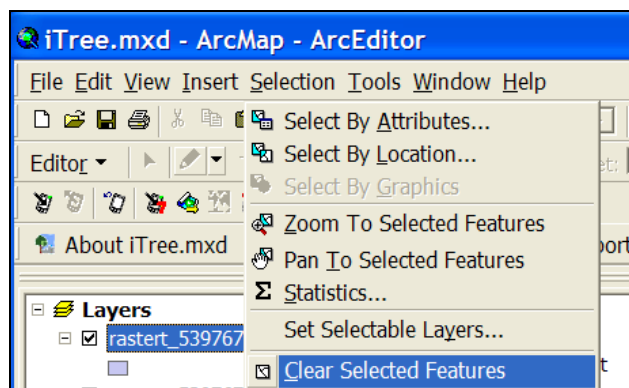 iTree.mxd - ArcMap - ArcEditor
File Edit View Insert Selection Tools Window Help
Select By Attributes...
Editor
Select By Location...
et:
Select By Graphics
Zoom To Selected Features
About iTree.mxd
port
Pan To Selected Features
Σ Statistics...
Layers
Set Selectable Layers...
rastert_539767
Clear Selected Features
t